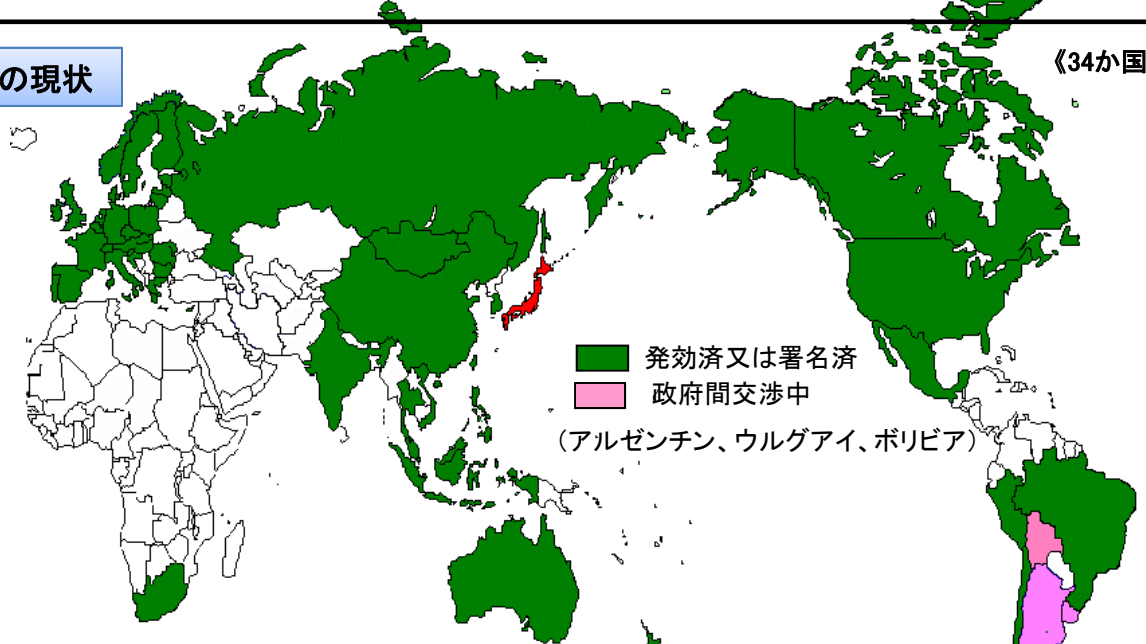 の現状
《34か国
発効済又は署名済
政府間交渉中
(アルゼンチン、ウルグアイ、ボリビア)